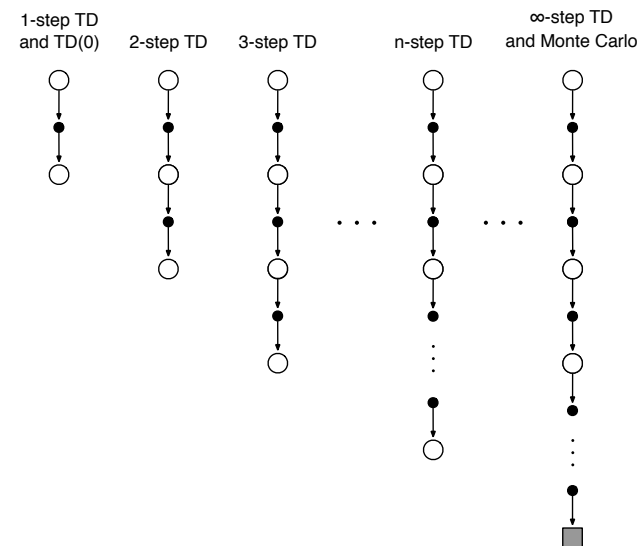 1-step TD
and TD(0)
2-step TD
3-step TD
n-step TD
∞-step TD
and Monte Carlo